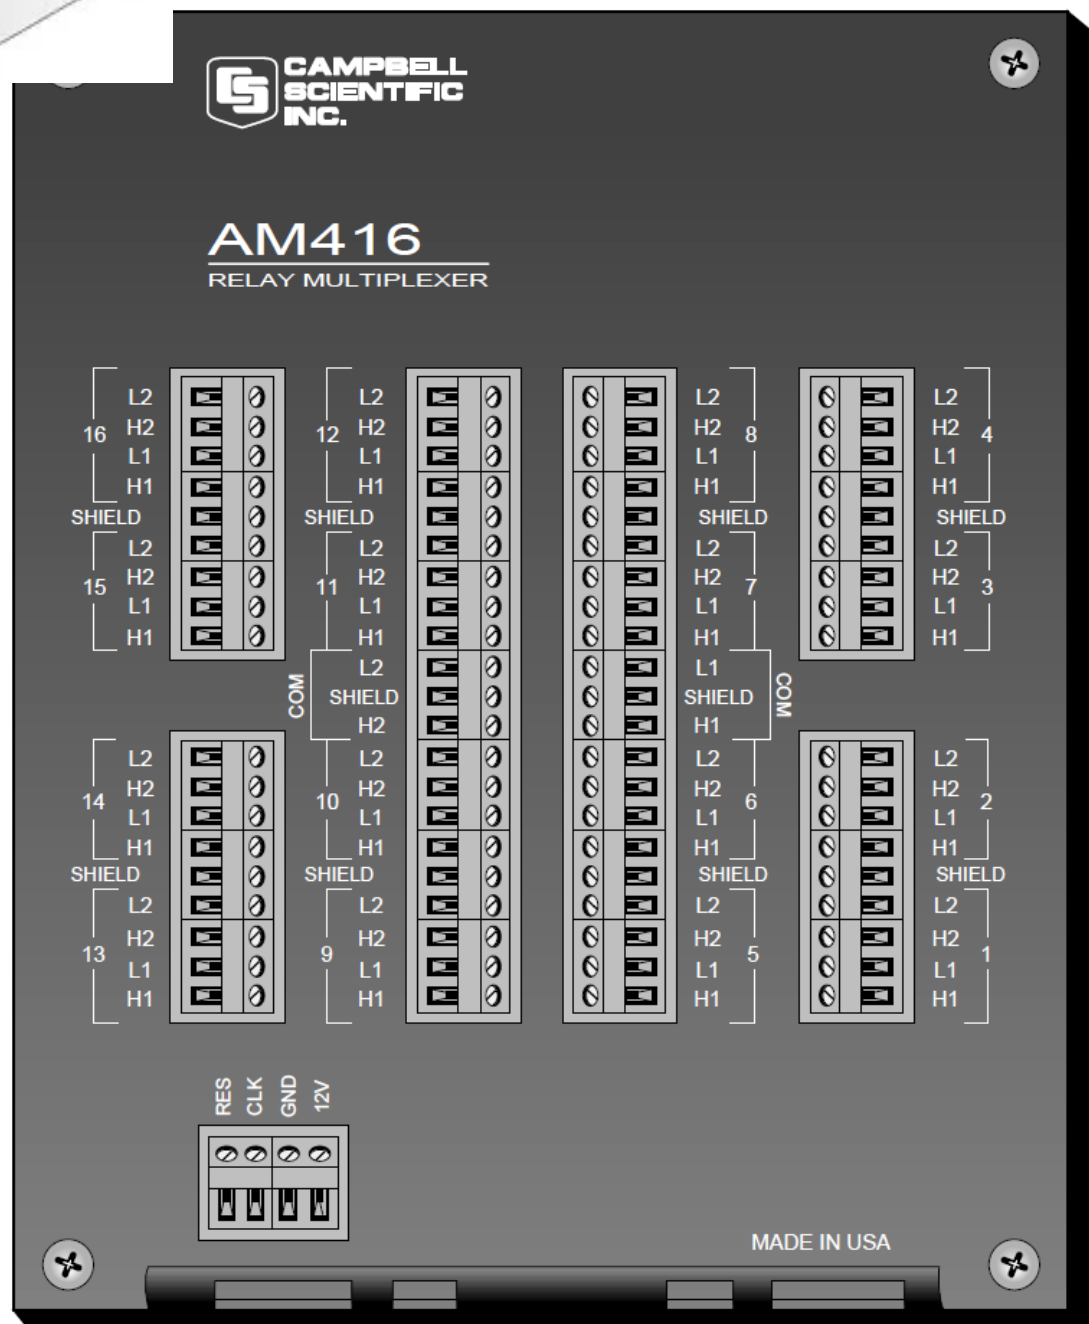 CAMPBELL
SCIENTIFIC
INC.
AM416
RELAY MULTIPLEXER
16
L2
H2
L1
H1
SHIELD
15
L2
H2
L1
H1
12
L2
H2
L1
H1
SHIELD
11
L2
H2
L1
H1
COM
L2
SHIELD
H2
L2
H2
L1
H1
8
SHIELD
L2
H2
L1
H1
7
L1
SHIELD
H1
COM
L2
H2
L1
H1
4
SHIELD
L2
H2
L1
H1
3
14
L2
H2
L1
H1
SHIELD
13
L2
H2
L1
H1
10
L2
H2
L1
H1
SHIELD
9
L2
H2
L1
H1
L2
H2
L1
H1
6
SHIELD
L2
H2
L1
H1
5
L2
H2
L1
H1
2
SHIELD
L2
H2
L1
H1
1
RES CLK GND 12V
MADE IN USA